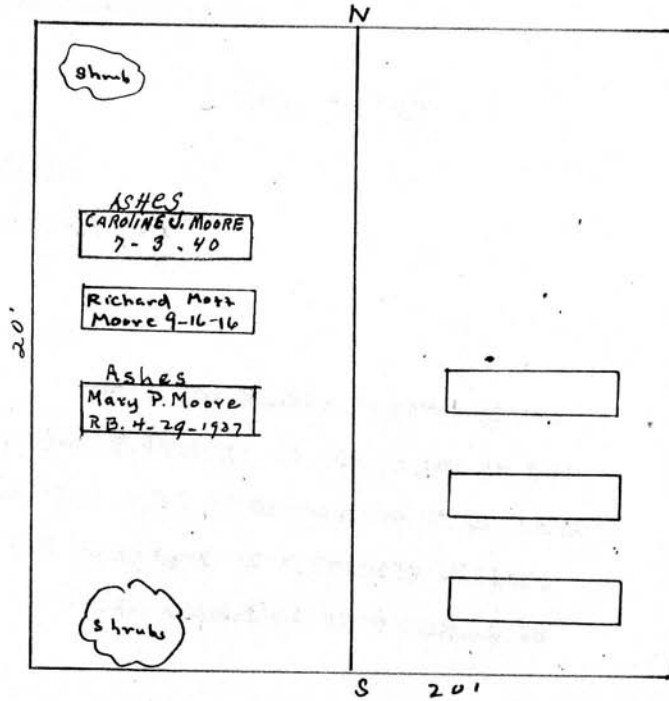 N
shrub
ASHES
CAROLINE J. MOORE
7-3.40
Richard Mott
Moore 9-16-16
20'
Ashes
Mary P. Moore
R.B. 4-29-1937
shrubs
S 20'